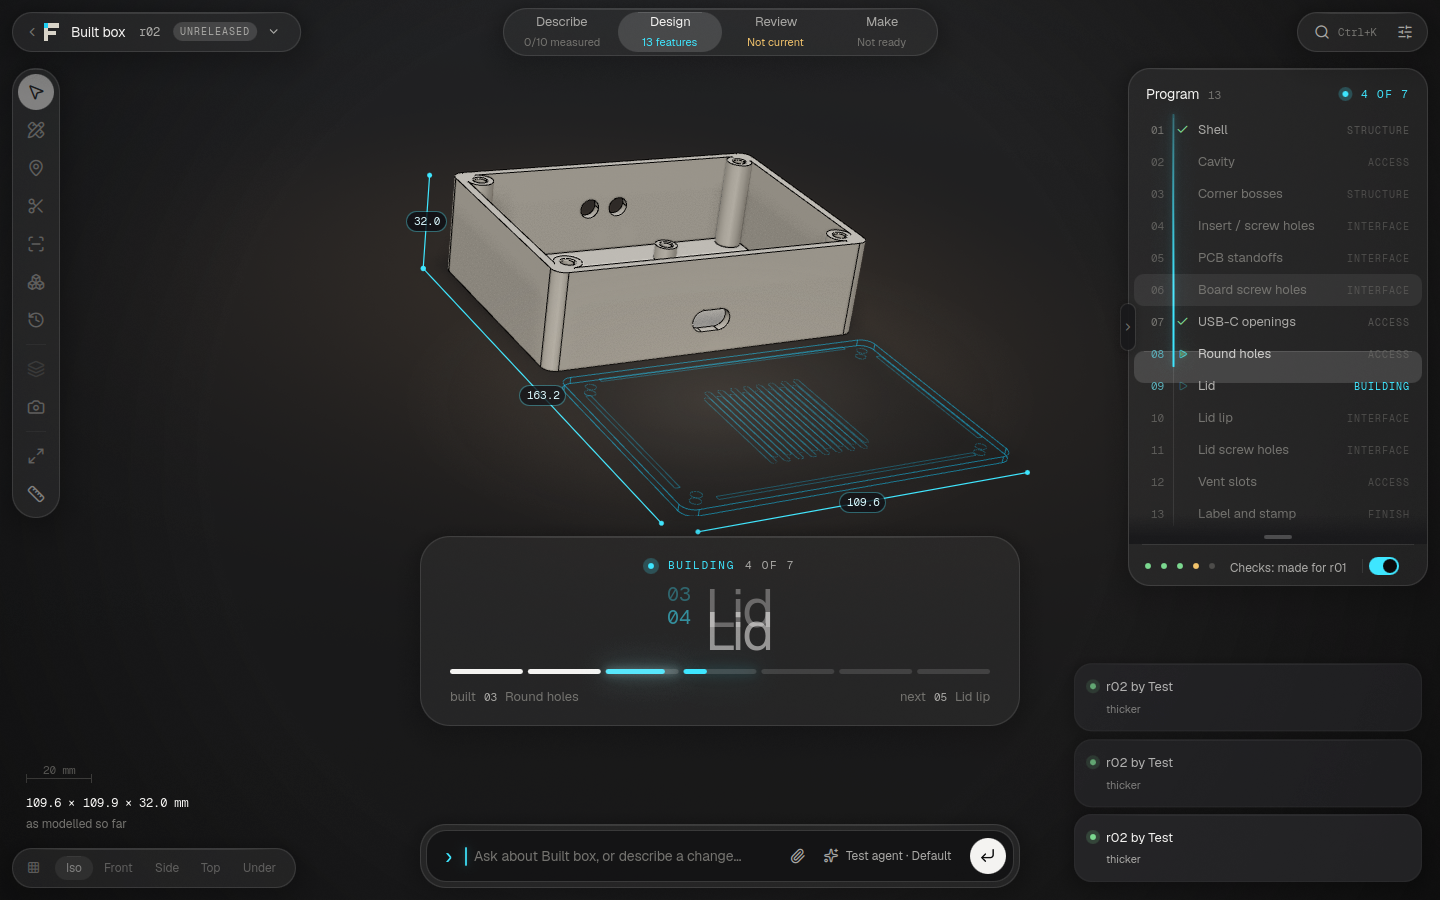 Built box r02 UNRELEASED
Describe
0/10 measured
Design
13 features
Review
Not current
Make
Not ready
Ctrl+K
Program 13
4 OF 7
01 Shell STRUCTURE
02 Cavity ACCESS
03 Corner bosses STRUCTURE
04 Insert / screw holes INTERFACE
05 PCB standoffs INTERFACE
06 Board screw holes INTERFACE
07 USB-C openings ACCESS
08 Round holes ACCESS
09 Lid BUILDING
10 Lid lip INTERFACE
11 Lid screw holes INTERFACE
12 Vent slots ACCESS
13 Label and stamp FINISH
Checks: made for r01
32.0
163.2
109.6
BUILDING 4 OF 7
03 Lid
04 Lid
built 03 Round holes
next 05 Lid lip
r02 by Test
thicker
r02 by Test
thicker
r02 by Test
thicker
20 mm
109.6 × 109.9 × 32.0 mm
as modelled so far
Iso Front Side Top Under
Ask about Built box, or describe a change...
Test agent · Default